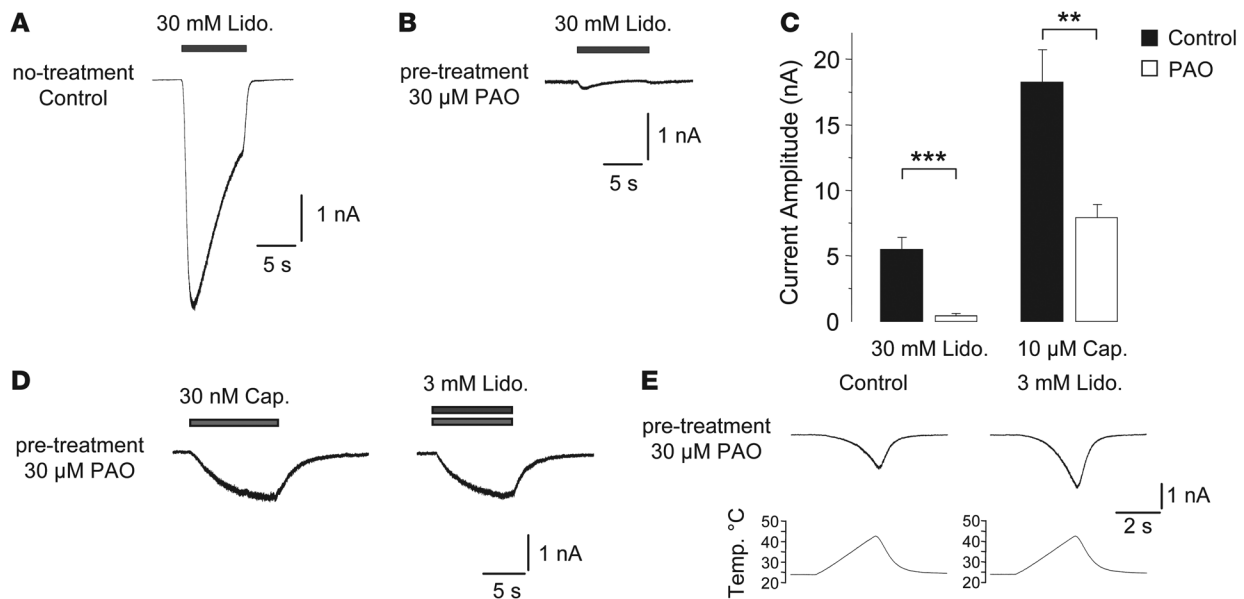 A
30 mM Lido.
no-treatment
Control
1 nA
5 s
B
30 mM Lido.
pre-treatment
30 µM PAO
1 nA
5 s
C
Current Amplitude (nA)
20
15
10
5
0
***
**
Control
PAO
30 mM Lido.
10 µM Cap.
D
30 nM Cap.
3 mM Lido.
pre-treatment
30 µM PAO
1 nA
5 s
E
Control
3 mM Lido.
pre-treatment
30 µM PAO
1 nA
2 s
Temp. °C
50
40
30
20
50
40
30
20